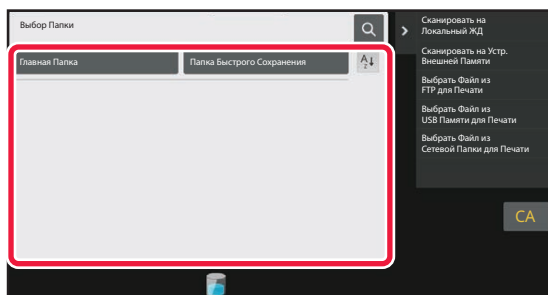 Выбор Папки
Главная Папка
Папка Быстрого Сохранения
A
Z
Сканировать на
Локальный ЖД
Сканировать на Устр.
Внешней Памяти
Выбрать Файл из
FTP для Печати
Выбрать Файл из
USB Памяти для Печати
Выбрать Файл из
Сетевой Папки для Печати
CA